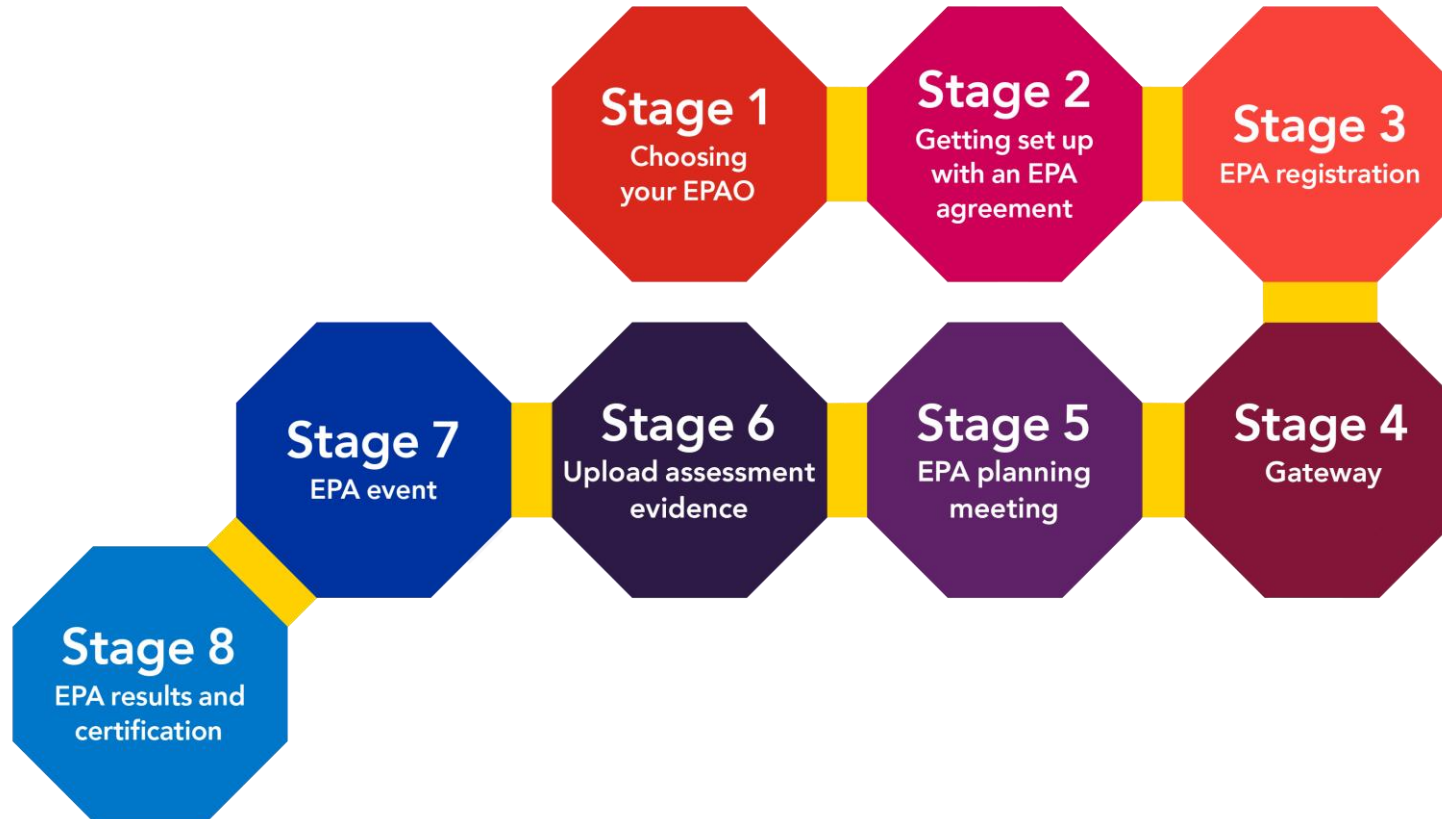 Stage 1
Choosing
your EPAO
Stage 2
Getting set up
with an EPA
agreement
Stage 3
EPA registration
Stage 4
Gateway
Stage 5
EPA planning
meeting
Stage 6
Upload assessment
evidence
Stage 7
EPA event
Stage 8
EPA results and
certification